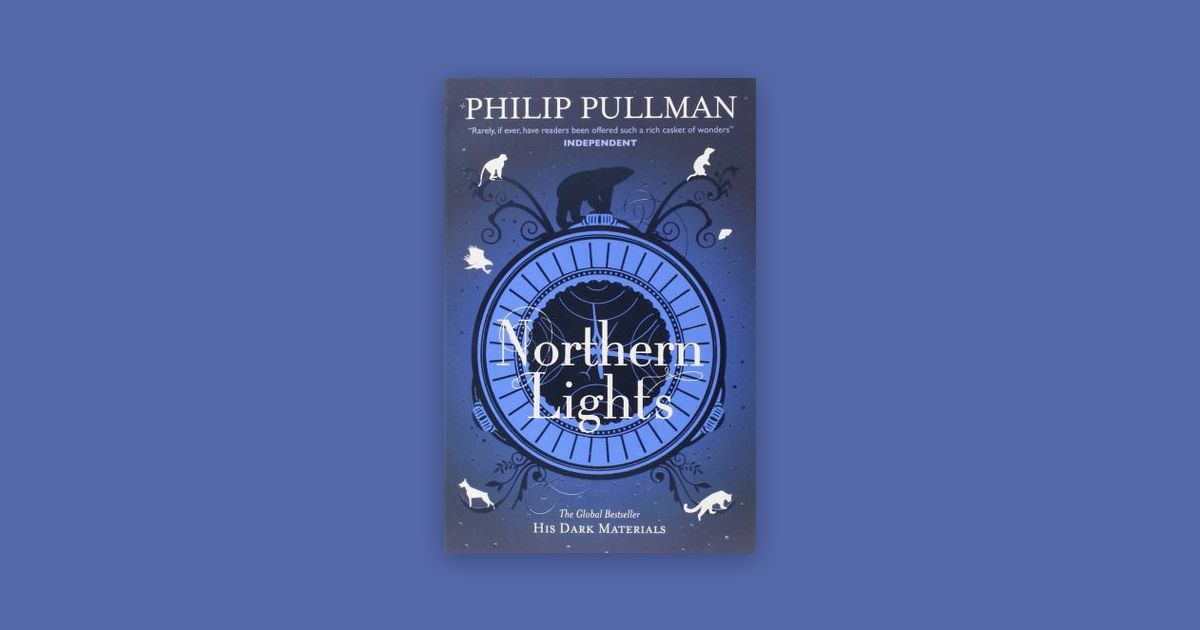 PHILIP PULLMAN
"Rarely, if ever, have readers been offered such a rich casket of wonders"
INDEPENDENT
Northern
Lights
The Global Bestseller
HIS DARK MATERIALS